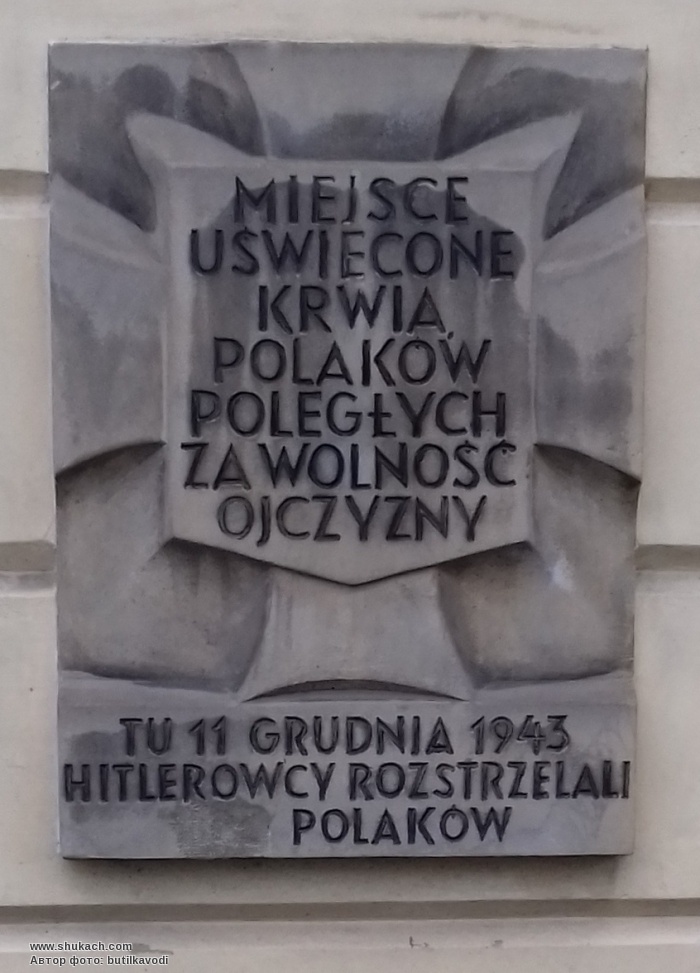 MIEJSCE
UŚWIĘCONE
KRWIĄ
POLAKÓW
POLEGŁYCH
ZA WOLNOŚĆ
OJCZYZNY
TU 11 GRUDNIA 1943
HITLEROWCY ROZSTRZELALI
POLAKÓW
www.shukach.com
Автор фото: butilkavodi